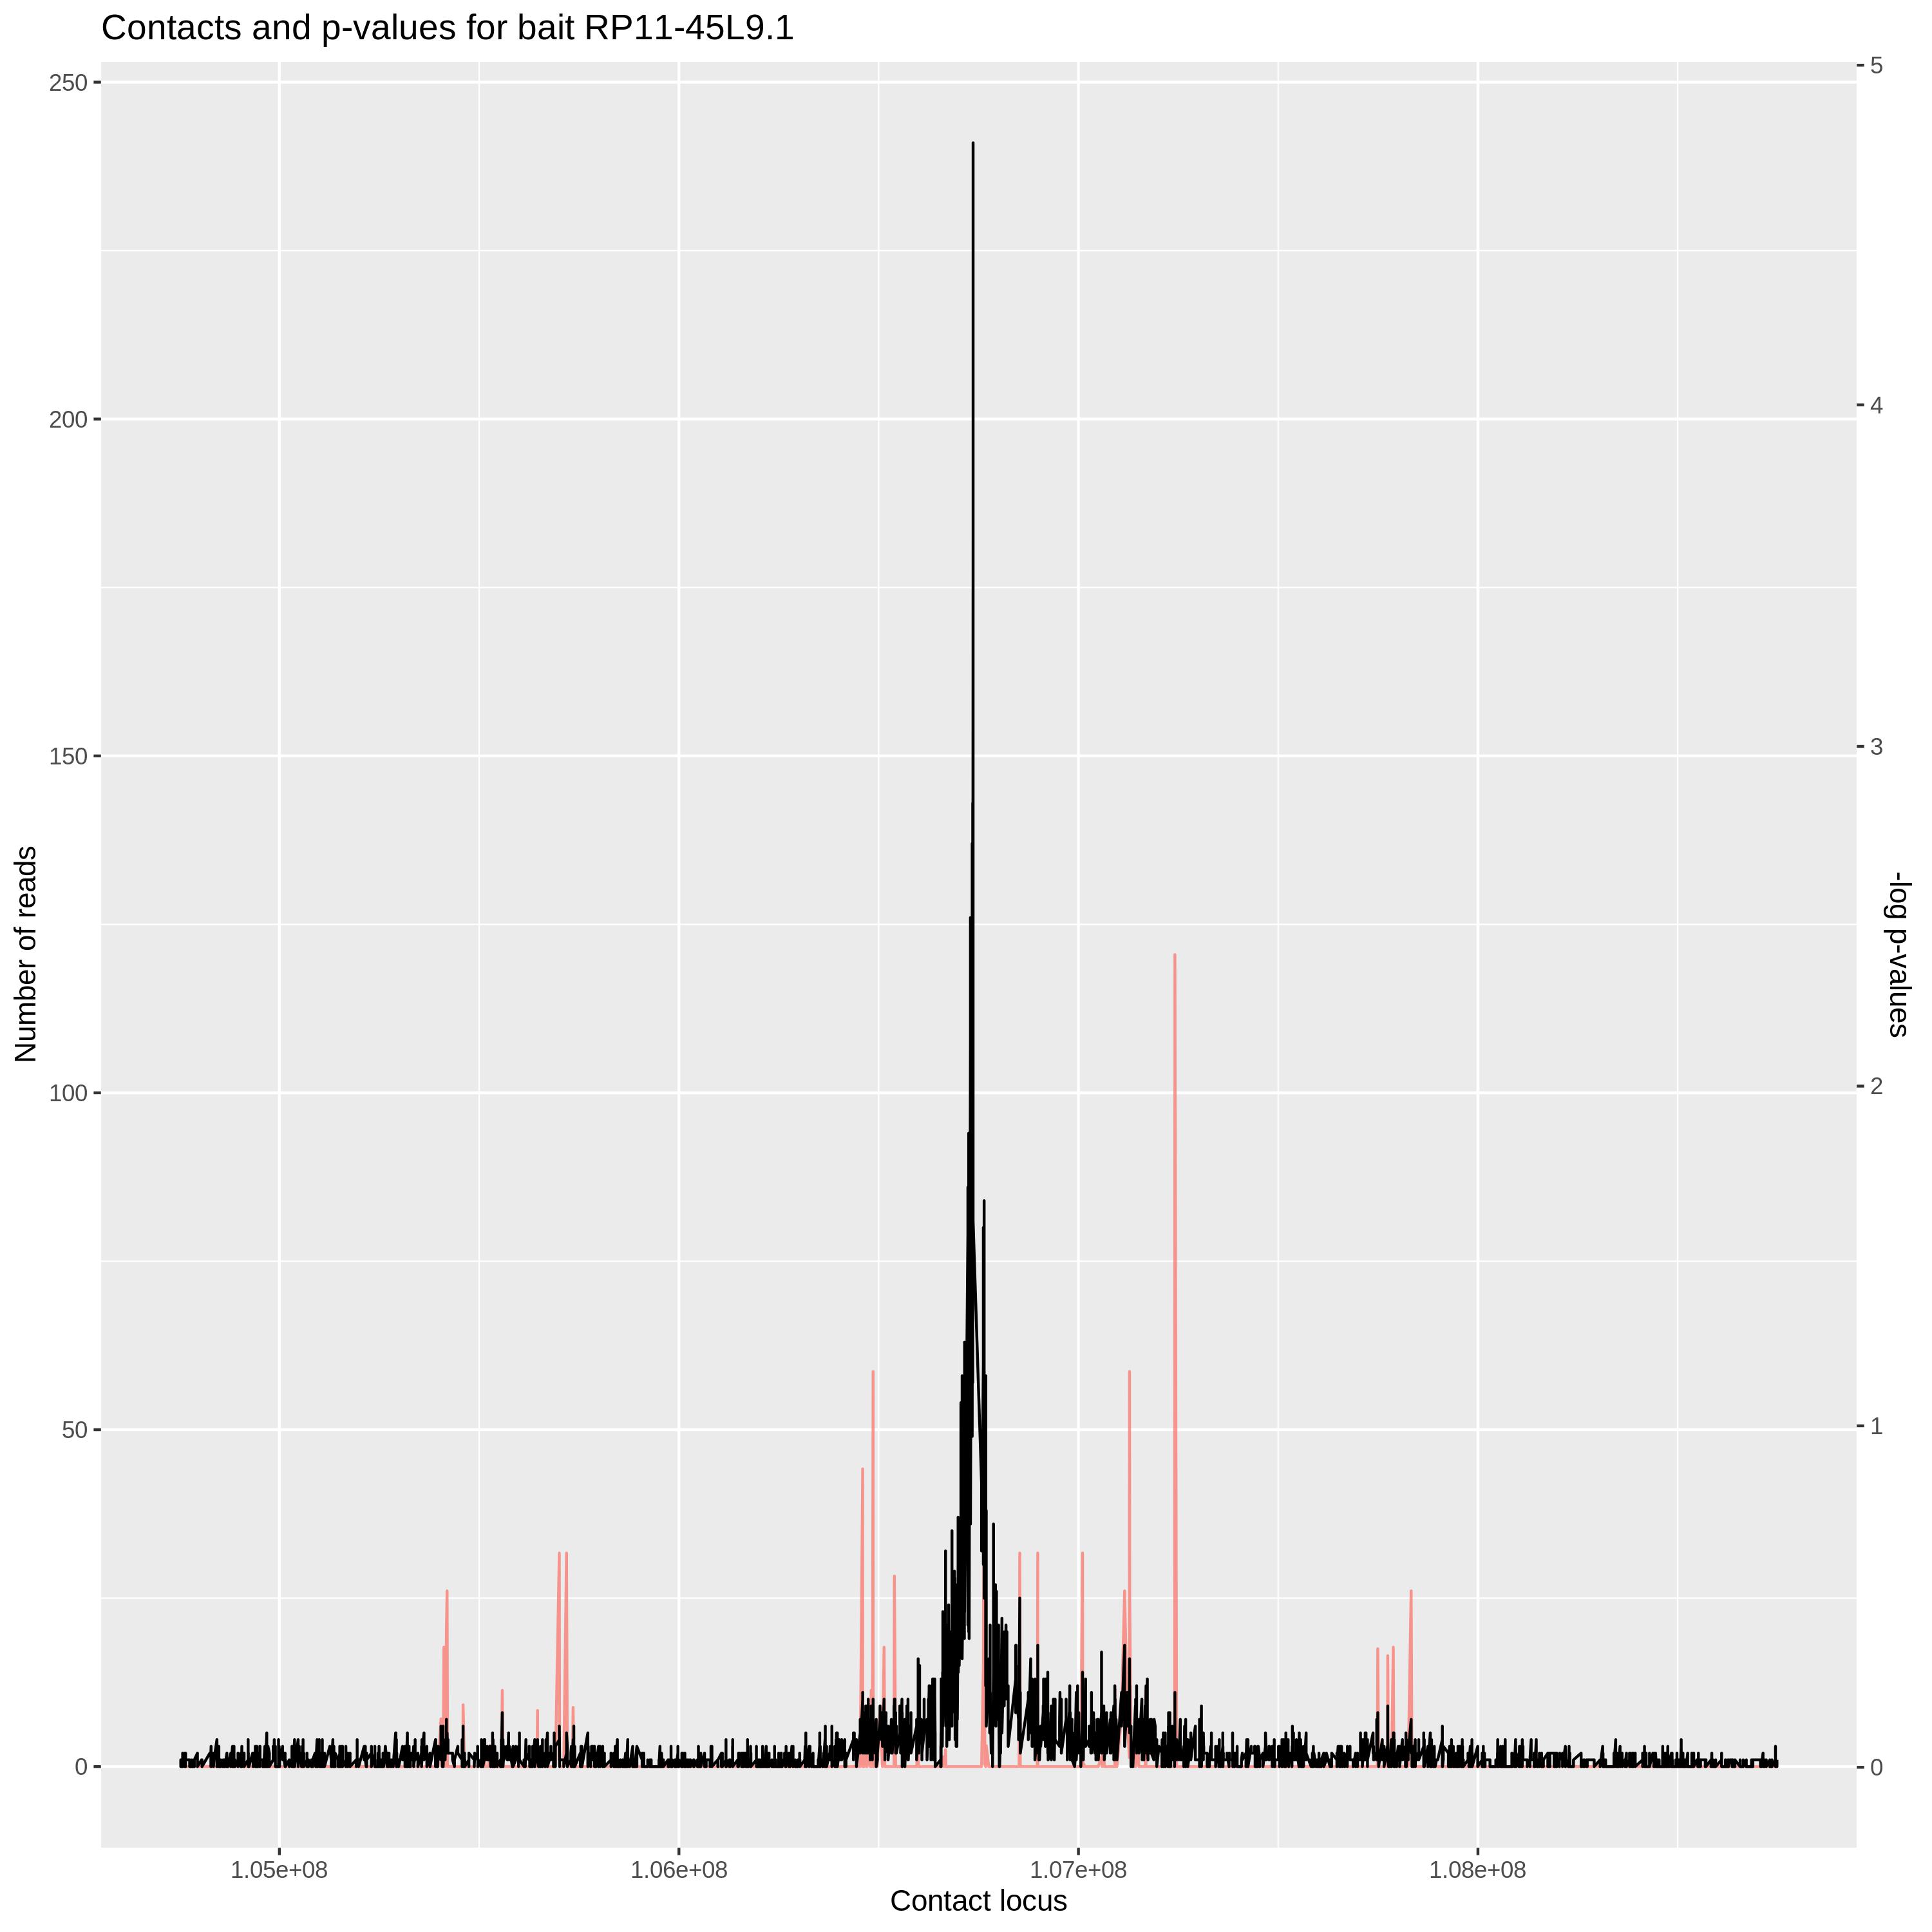 Contacts and p-values for bait RP11-45L9.1
250
200
150
100
50
0
Number of reads
5
4
3
2
1
0
-log p-values
1.05e+08
1.06e+08
1.07e+08
1.08e+08
Contact locus